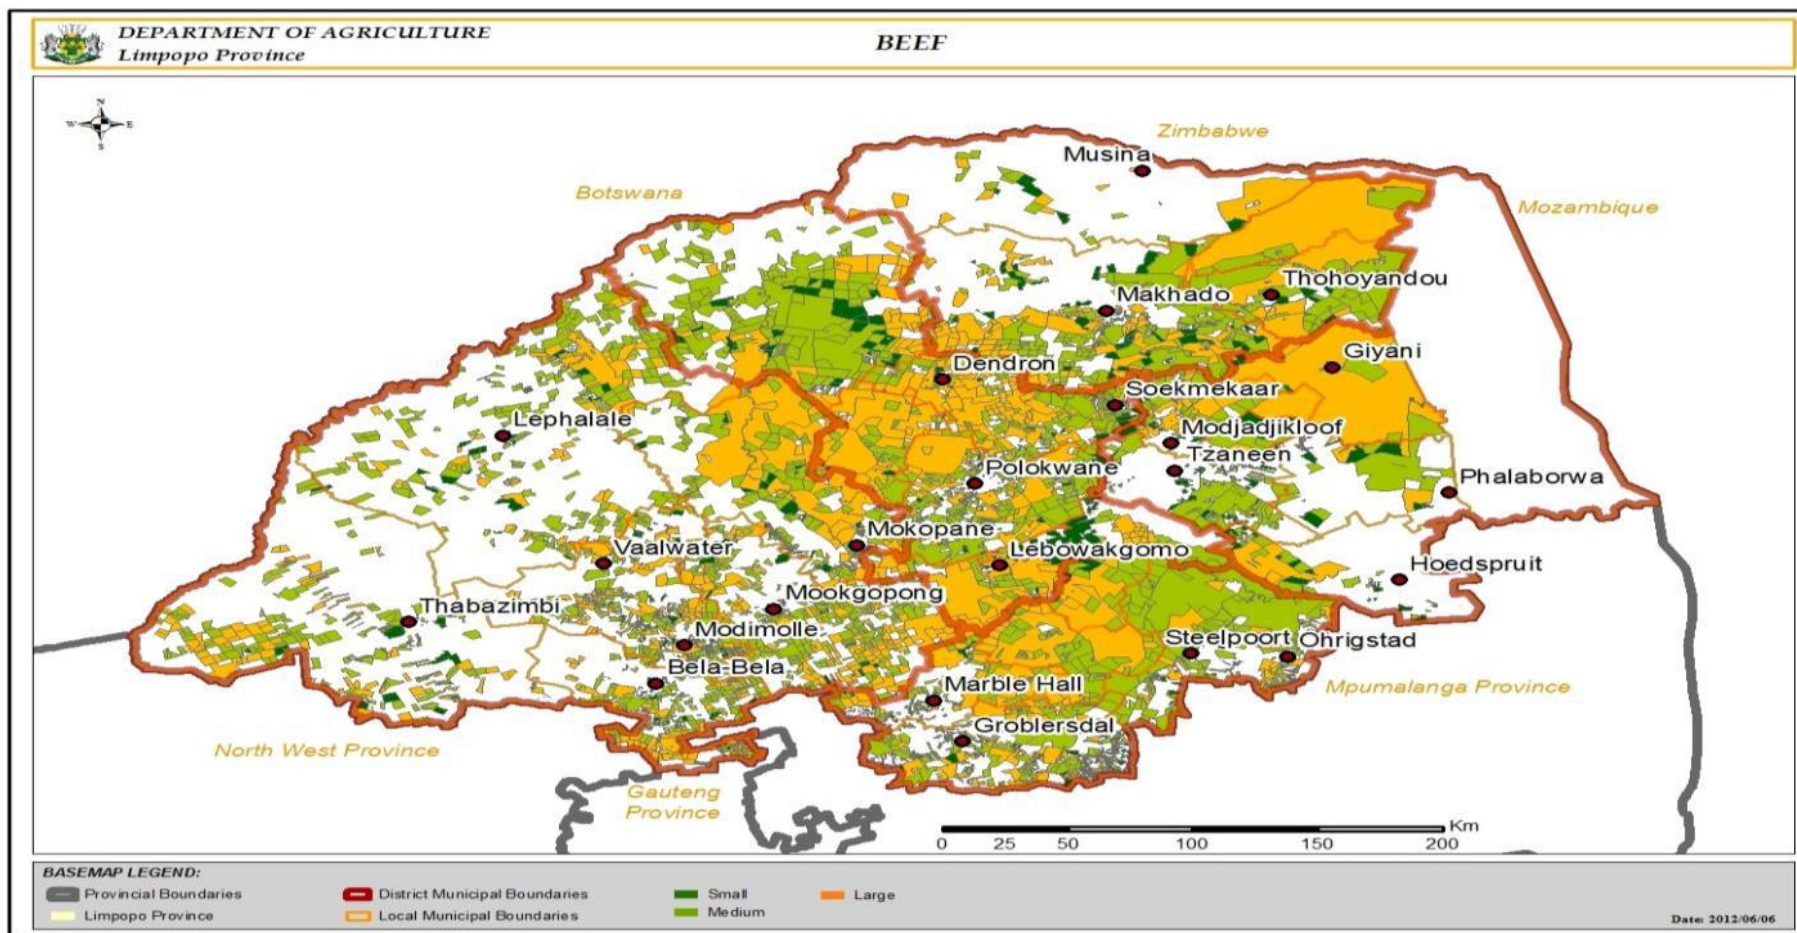 DEPARTMENT OF AGRICULTURE
Limpopo Province
BEEF
N
W E
S
Zimbabwe
Musina
Botswana
Mozambique
Thohoyandou
Makhado
Giyani
Dendron
Soekmekaar
Lephalale
Modjadjikloof
Tzaneen
Polokwane
Phalaborwa
Mokopane
Vaalwater
Lebowakgomo
Hoedspruit
Thabazimbi
Mookgopong
Modimolle
Steelpoort
Ohrigstad
Bela-Bela
Marble Hall
Mpumalanga Province
Groblersdal
North West Province
Gauteng
Province
Km
0 25 50 100 150 200
BASEMAP LEGEND:
Provincial Boundaries
District Municipal Boundaries
Small
Large
Limpopo Province
Local Municipal Boundaries
Medium
Date: 2012/06/06